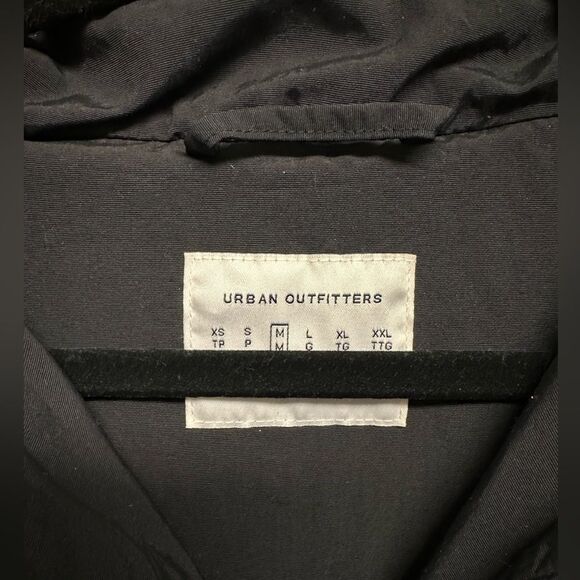 URBAN OUTFITTERS
XS S M L XL XXL
TP P M G TG TTG